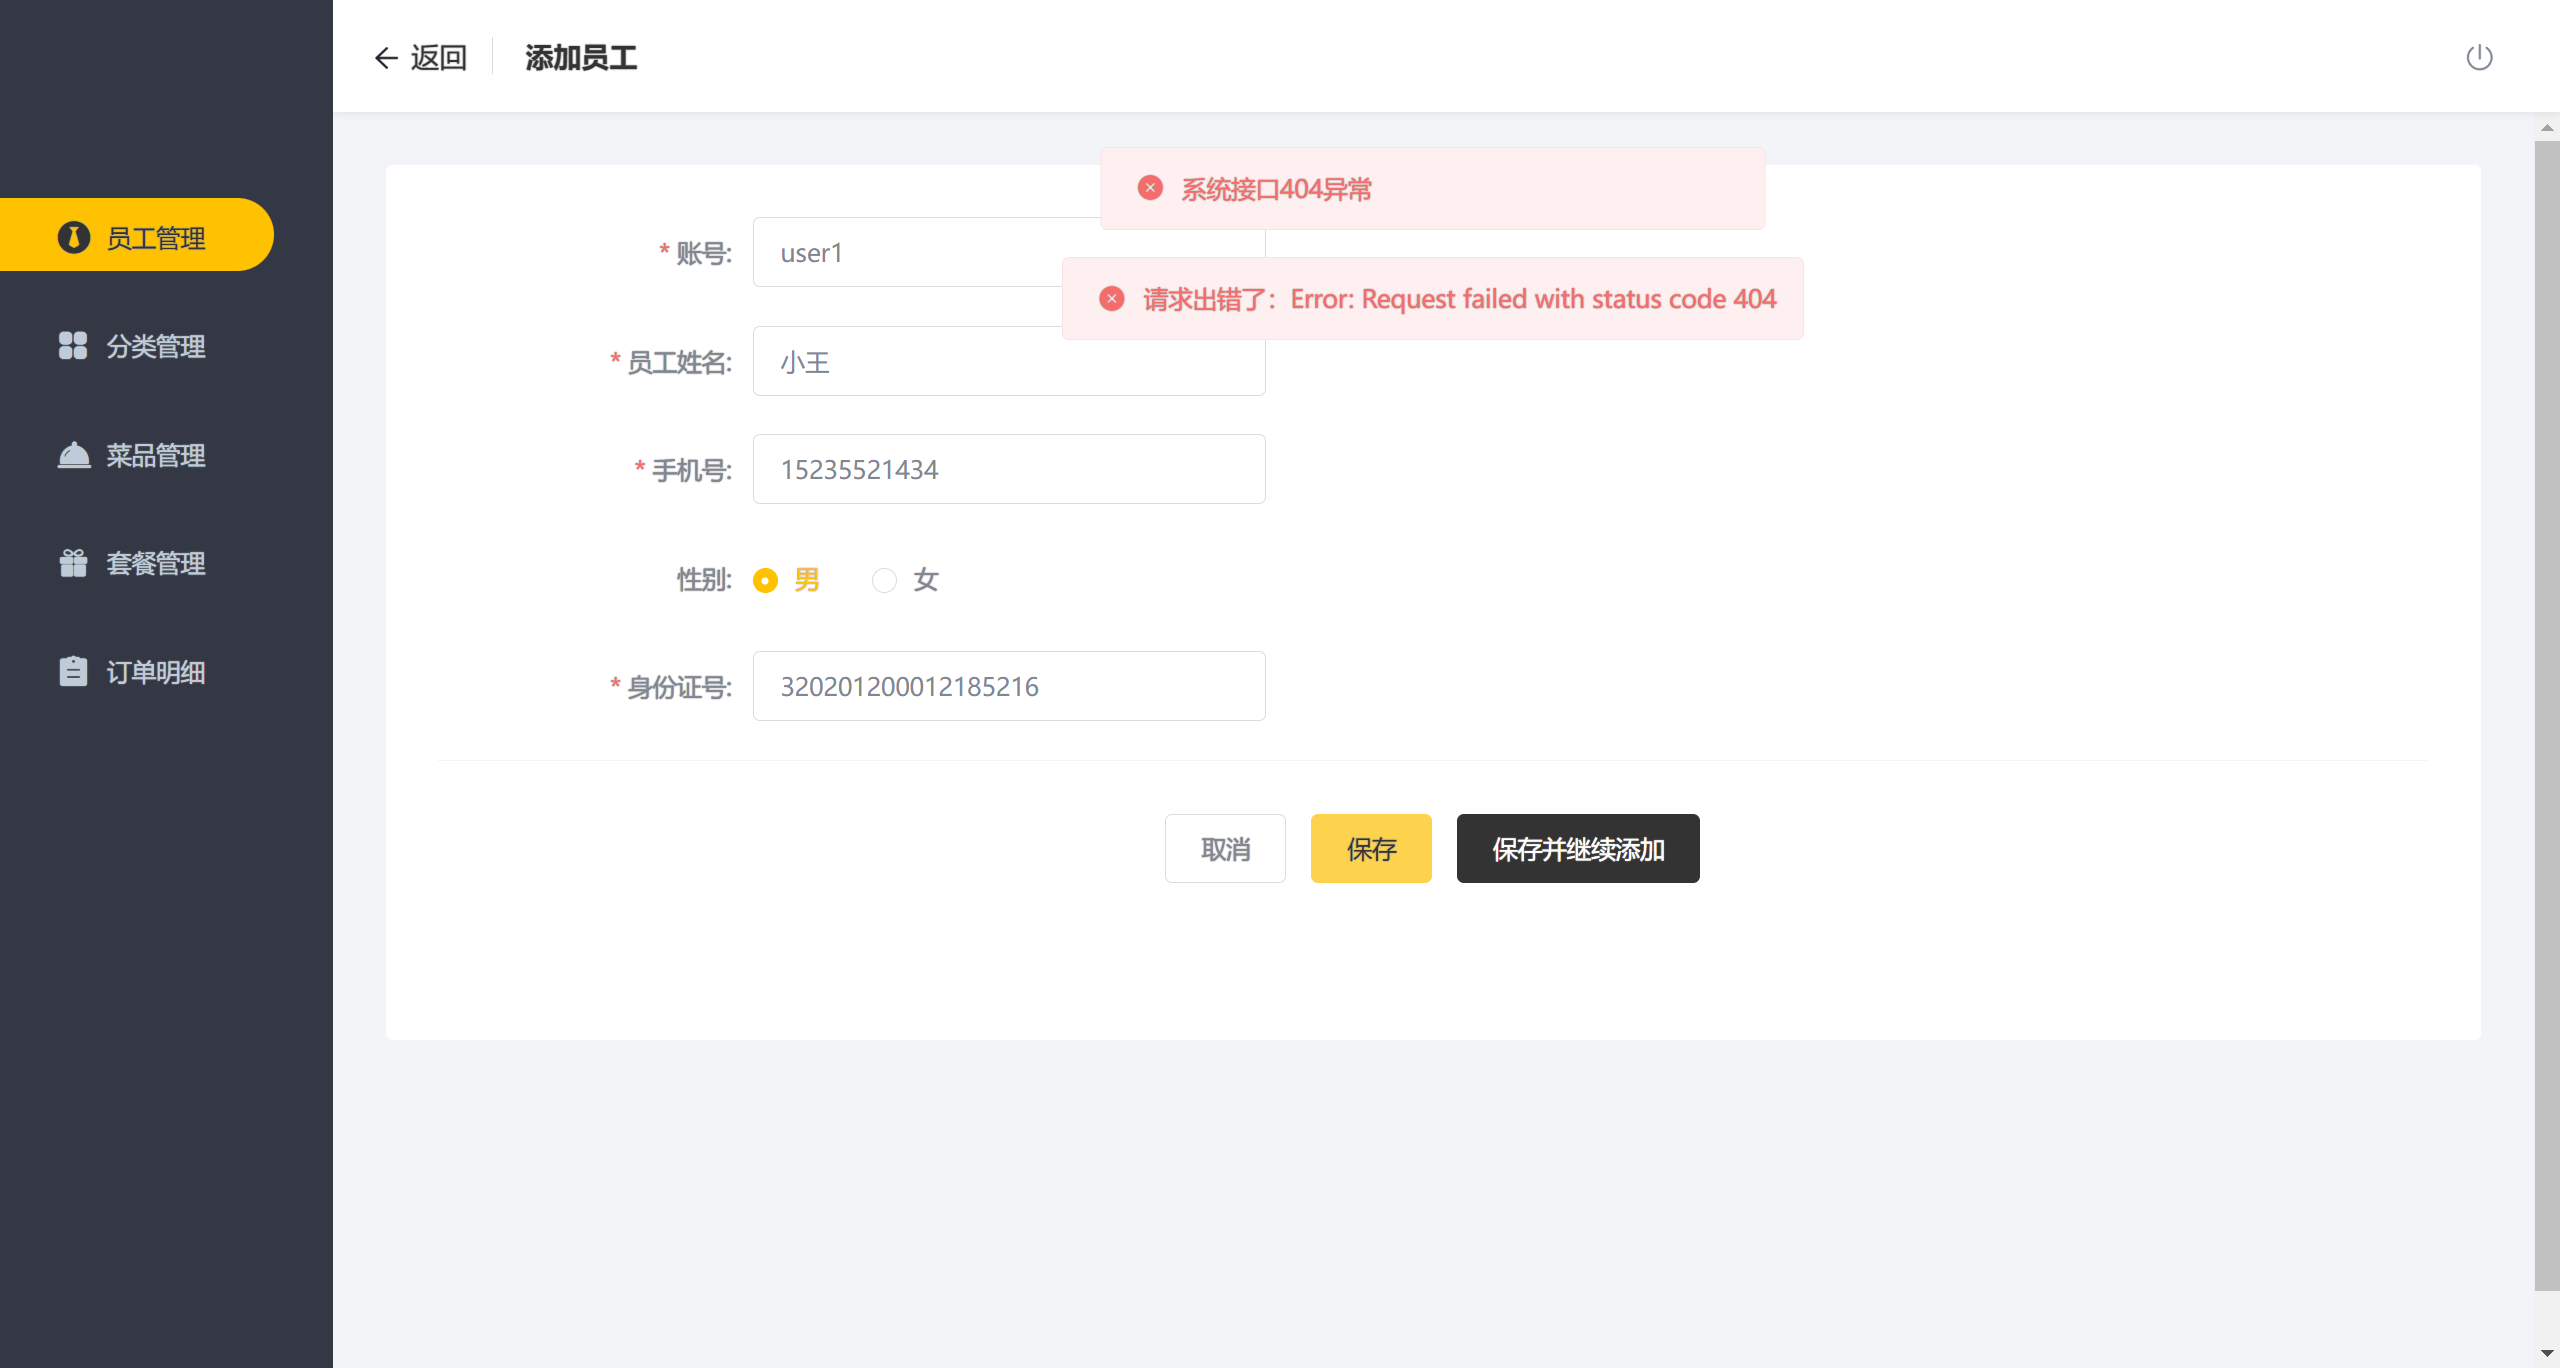 返回
添加员工
员工管理
分类管理
菜品管理
套餐管理
订单明细
系统接口404异常
请求出错了：Error: Request failed with status code 404
* 账号:
user1
* 员工姓名:
小王
* 手机号:
15235521434
性别:
男
女
* 身份证号:
320201200012185216
取消
保存
保存并继续添加